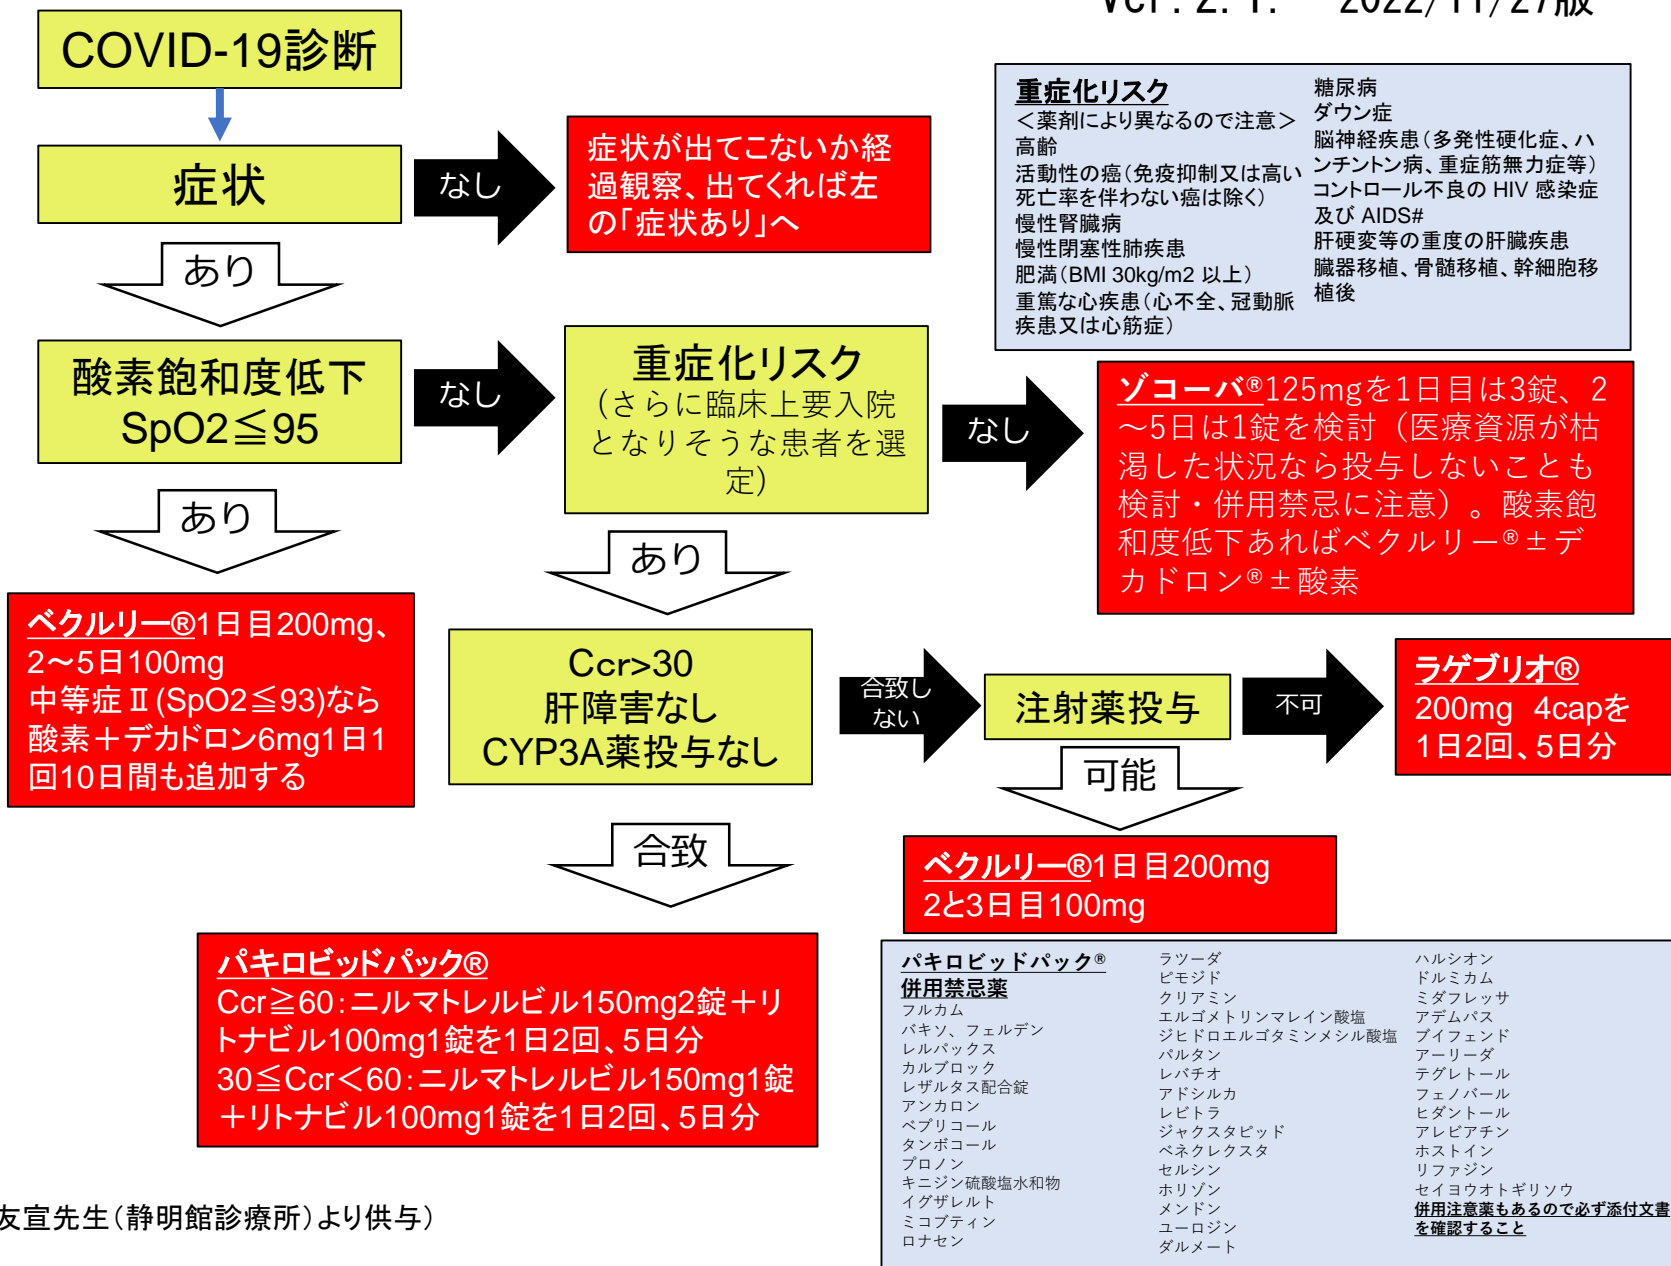 Ver. 2. 1. 2022/11/27版
COVID-19診断
症状
なし
症状が出てこないか経
過観察、出てくれば左
の「症状あり」へ
重症化リスク
＜薬剤により異なるので注意＞
高齢
活動性の癌（免疫抑制又は高い
死亡率を伴わない癌は除く）
慢性腎臓病
慢性閉塞性肺疾患
肥満（BMI 30kg/m2 以上）
重篤な心疾患（心不全、冠動脈
疾患又は心筋症）
糖尿病
ダウン症
脳神経疾患（多発性硬化症、ハ
ンチントン病、重症筋無力症等）
コントロール不良の HIV 感染症
及び AIDS#
肝硬変等の重度の肝臓疾患
臓器移植、骨髄移植、幹細胞移
植後
あり
酸素飽和度低下
SpO2≦95
なし
重症化リスク
（さらに臨床上要入院
となりそうな患者を選
定）
なし
ゾコーバ®125mgを1日目は3錠、2
～5日は1錠を検討（医療資源が枯
渇した状況なら投与しないことも
検討・併用禁忌に注意）。酸素飽
和度低下あればベクルリー®±デ
カドロン®±酸素
あり
あり
ベクルリー®1日目200mg、
2～5日100mg
中等症Ⅱ(SpO2≦93)なら
酸素＋デカドロン6mg1日1
回10日間も追加する
Ccr>30
肝障害なし
CYP3A薬投与なし
合致し
ない
注射薬投与
不可
ラゲブリオ®
200mg 4capを
1日2回、5日分
可能
合致
ベクルリー®1日目200mg
2と3日目100mg
パキロビッドパック®
Ccr≧60：ニルマトレルビル150mg2錠＋リ
トナビル100mg1錠を1日2回、5日分
30≦Ccr＜60：ニルマトレルビル150mg1錠
＋リトナビル100mg1錠を1日2回、5日分
パキロビッドパック®
併用禁忌薬
フルカム
バキソ、フェルデン
レルパックス
カルブロック
レザルタス配合錠
アンカロン
ベプリコール
タンボコール
プロノン
キニジン硫酸塩水和物
イグザレルト
ミコブティン
ロナセン
ラツーダ
ピモジド
クリアミン
エルゴメトリンマレイン酸塩
ジヒドロエルゴタミンメシル酸塩
パルタン
レバチオ
アドシルカ
レビトラ
ジャクスタピッド
ベネクレクスタ
セルシン
ホリゾン
メンドン
ユーロジン
ダルメート
ハルシオン
ドルミカム
ミダフレッサ
アデムパス
ブイフェンド
アーリーダ
テグレトール
フェノバール
ヒダントール
アレビアチン
ホストイン
リファジン
セイヨウオトギリソウ
併用注意薬もあるので必ず添付文書
を確認すること
友宣先生（静明館診療所）より供与）